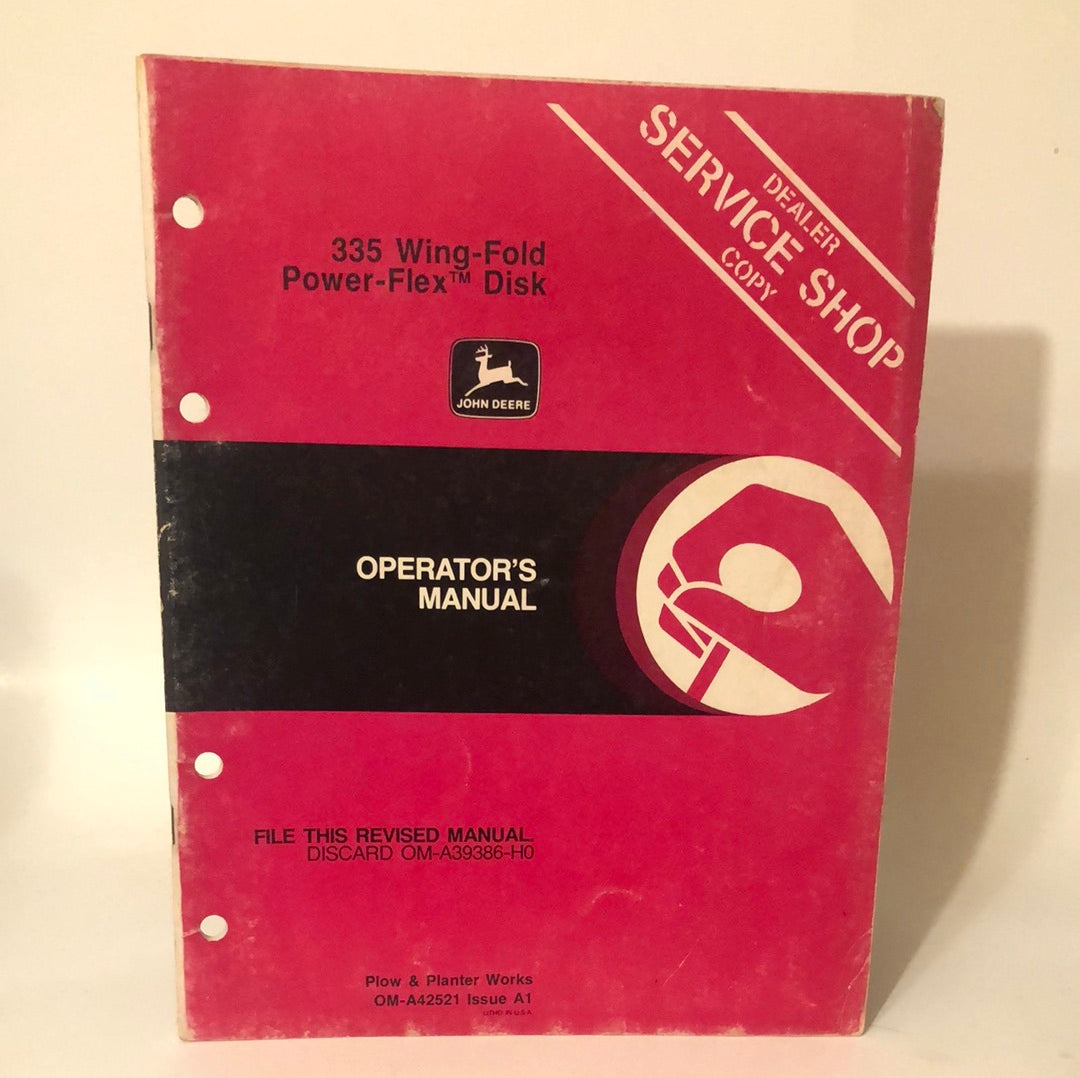 DEALER
SERVICE SHOP
COPY
335 Wing-Fold
Power-Flex™ Disk
JOHN DEERE
OPERATOR'S
MANUAL
FILE THIS REVISED MANUAL.
DISCARD OM-A39386-H0
Plow & Planter Works
OM-A42521 Issue A1
LITHO IN U.S.A.